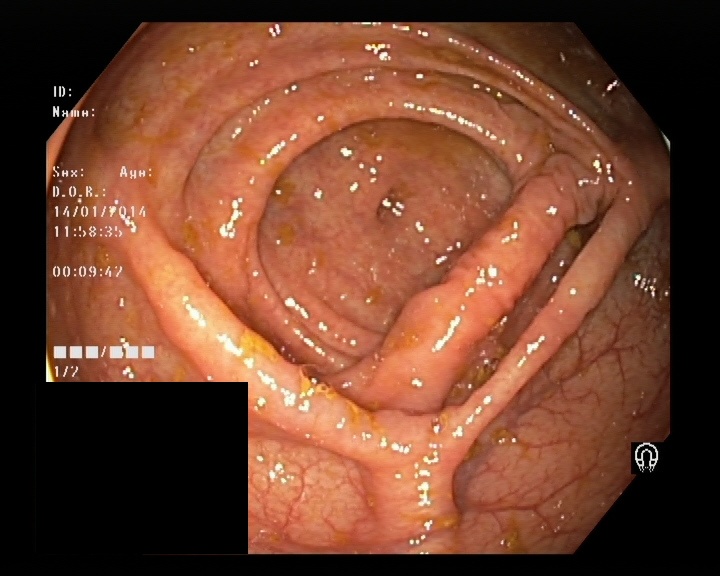 ID:
Name:
Sex: Age:
D.O.B.:
14/01/2014
11:58:35
00:09:42
███/███
1/2